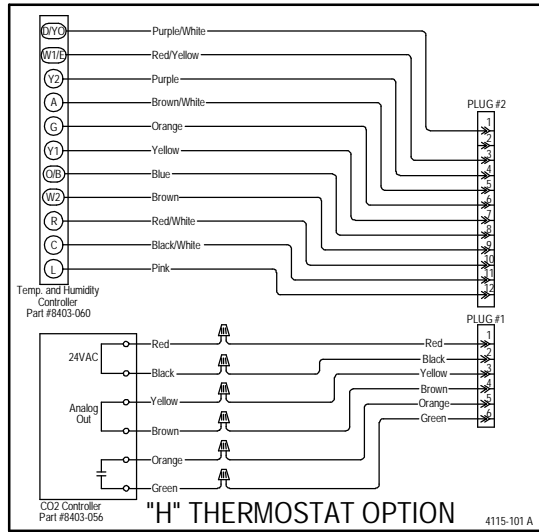 D/YO Purple/White
W1/E Red/Yellow
Y2 Purple
A Brown/White
G Orange
Y1 Yellow
O/B Blue
W2 Brown
R Red/White
C Black/White
L Pink
Temp. and Humidity
Controller
Part #8403-060
PLUG #2
1
2
3
4
5
6
7
8
9
10
11
12
24VAC
Analog
Out
Red
Black
Yellow
Brown
Orange
Green
CO2 Controller
Part #8403-056
PLUG #1
Red 1
Black 2
Yellow 3
Brown 4
Orange 5
Green 6
"H" THERMOSTAT OPTION
4115-101 A